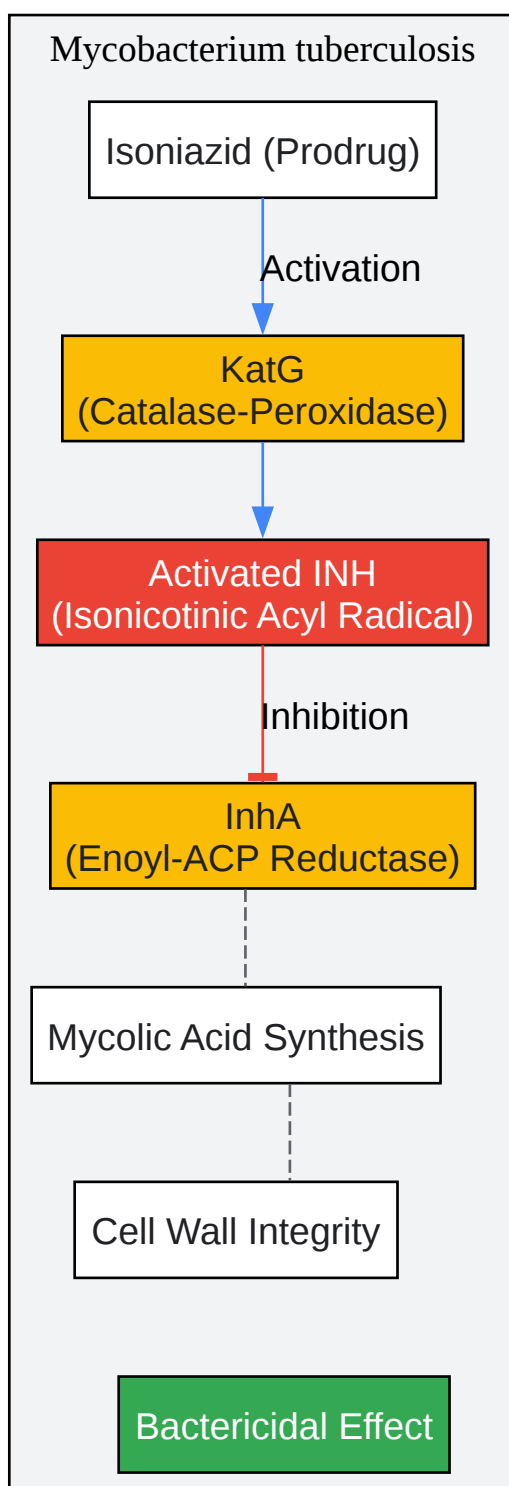 Mycobacterium tuberculosis
Isoniazid (Prodrug)
Activation
KatG
(Catalase-Peroxidase)
Activated INH
(Isonicotinic Acyl Radical)
Inhibition
InhA
(Enoyl-ACP Reductase)
Mycolic Acid Synthesis
Cell Wall Integrity
Bactericidal Effect